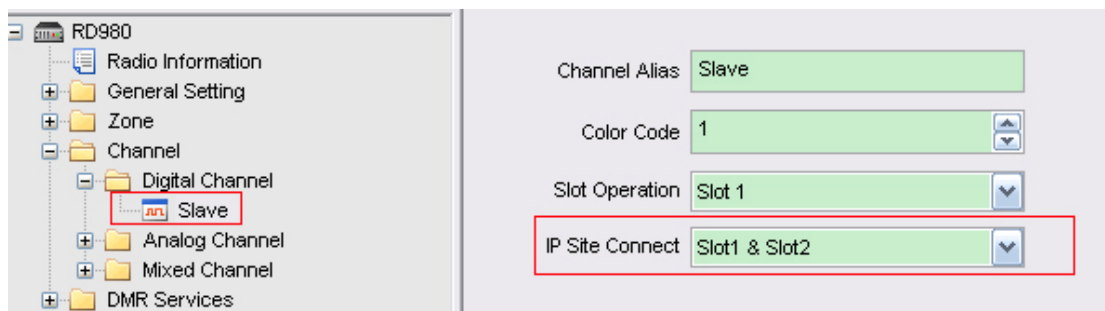 RD980
Radio Information
General Setting
Zone
Channel
Digital Channel
Slave
Analog Channel
Mixed Channel
DMR Services
Channel Alias Slave
Color Code 1
Slot Operation Slot 1
IP Site Connect Slot1 & Slot2